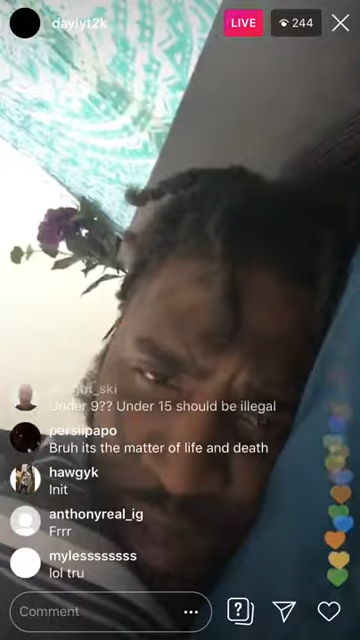 daylyt2k
LIVE
244
Under 9?? Under 15 should be illegal
persiipapo
Bruh its the matter of life and death
hawgyk
Init
anthonyreal_ig
Frrr
mylessssssss
lol tru
Comment